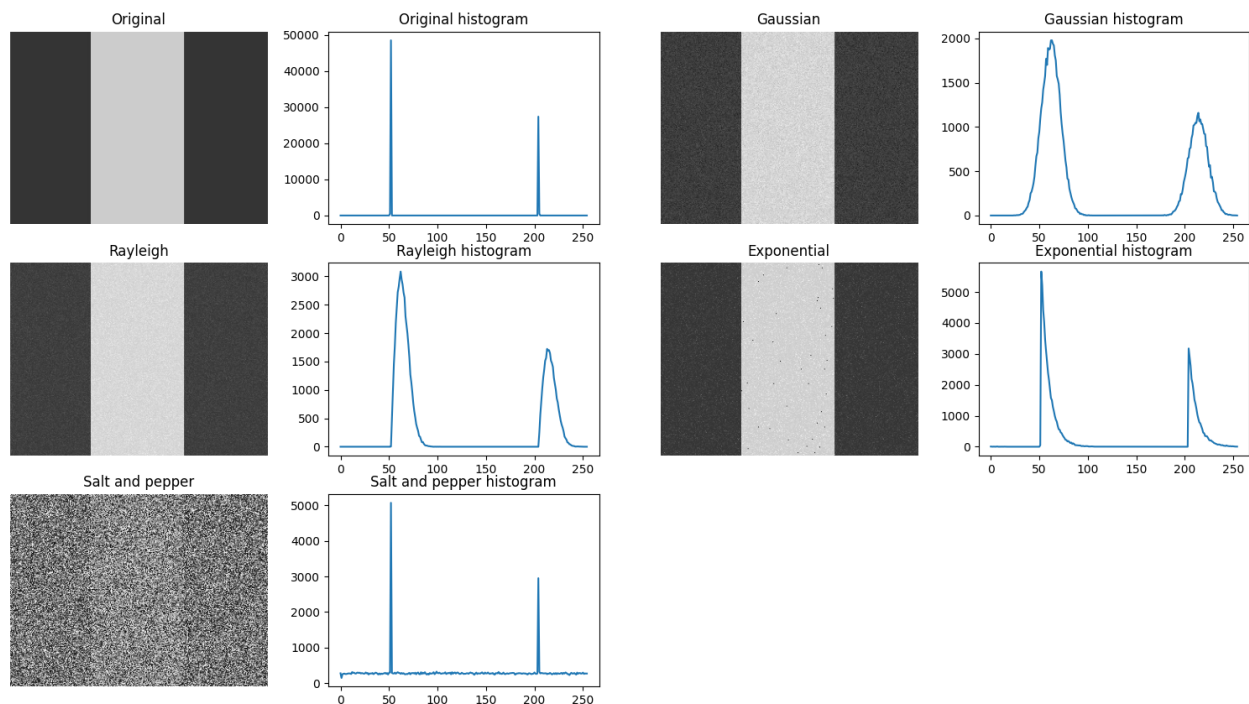 Original
Original histogram
Gaussian
Gaussian histogram
50000
40000
30000
20000
10000
0
0 50 100 150 200 250
2000
1500
1000
500
0
0 50 100 150 200 250
Rayleigh
Rayleigh histogram
Exponential
Exponential histogram
3000
2500
2000
1500
1000
500
0
0 50 100 150 200 250
5000
4000
3000
2000
1000
0
0 50 100 150 200 250
Salt and pepper
Salt and pepper histogram
5000
4000
3000
2000
1000
0
0 50 100 150 200 250